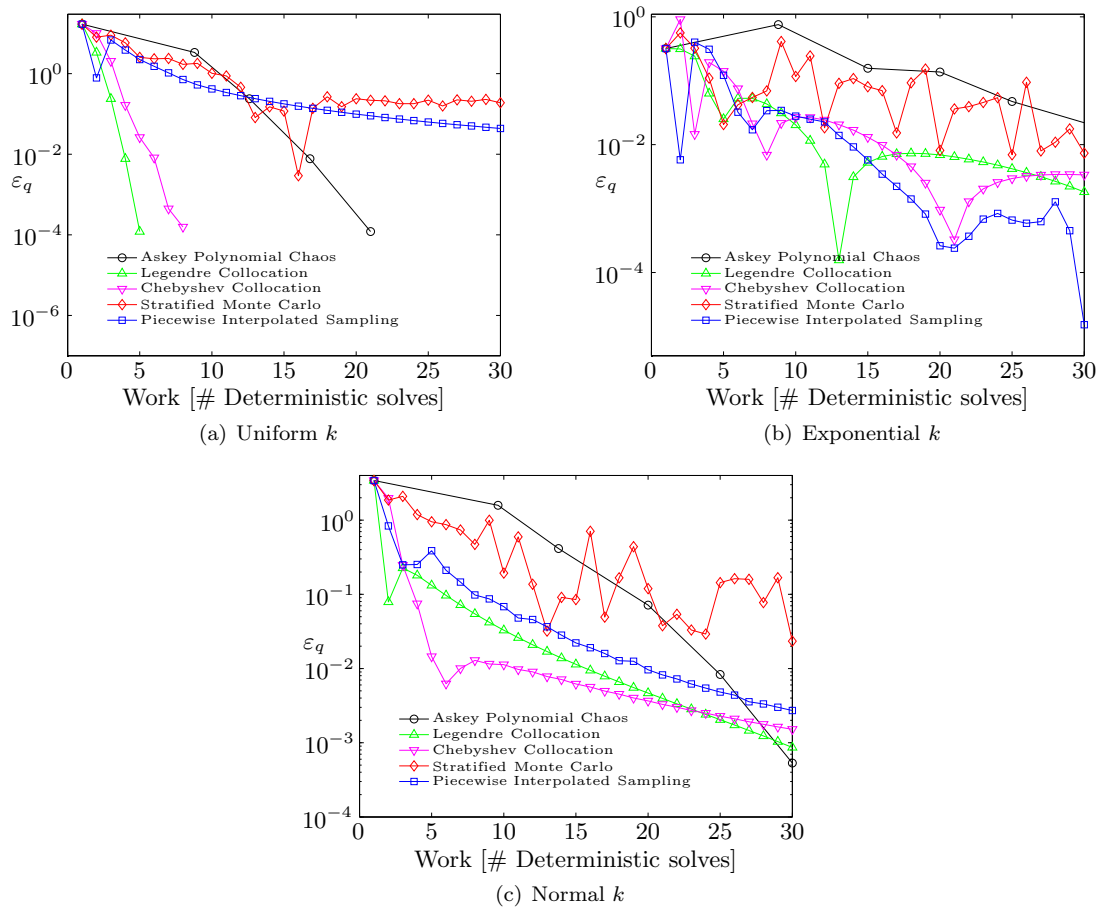 10^0
10^-2
ε_q
10^-4
10^-6
Askey Polynomial Chaos
Legendre Collocation
Chebyshev Collocation
Stratified Monte Carlo
Piecewise Interpolated Sampling
0 5 10 15 20 25 30
Work [# Deterministic solves]
(a) Uniform k
10^0
10^-2
ε_q
10^-4
Askey Polynomial Chaos
Legendre Collocation
Chebyshev Collocation
Stratified Monte Carlo
Piecewise Interpolated Sampling
0 5 10 15 20 25 30
Work [# Deterministic solves]
(b) Exponential k
10^0
10^-1
ε_q
10^-2
10^-3
10^-4
Askey Polynomial Chaos
Legendre Collocation
Chebyshev Collocation
Stratified Monte Carlo
Piecewise Interpolated Sampling
0 5 10 15 20 25 30
Work [# Deterministic solves]
(c) Normal k